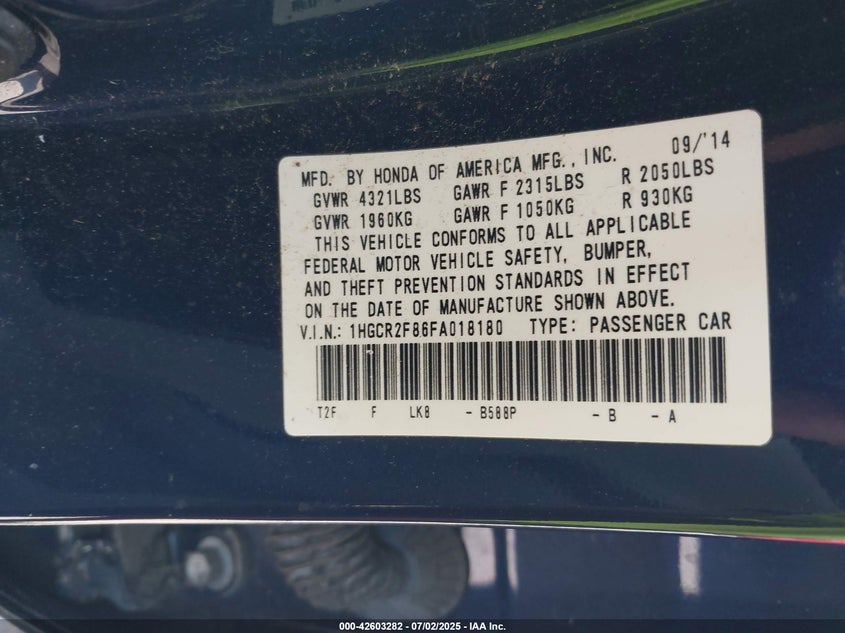 MFD. BY HONDA OF AMERICA MFG., INC. 09/'14
GVWR 4321LBS GAWR F 2315LBS R 2050LBS
GVWR 1960KG GAWR F 1050KG R 930KG
THIS VEHICLE CONFORMS TO ALL APPLICABLE
FEDERAL MOTOR VEHICLE SAFETY, BUMPER,
AND THEFT PREVENTION STANDARDS IN EFFECT
ON THE DATE OF MANUFACTURE SHOWN ABOVE.
V.I.N.: 1HGCR2F86FA018180 TYPE: PASSENGER CAR
T2F F LK8 - B588P - B - A
000-42603282 - 07/02/2025 - IAA Inc.